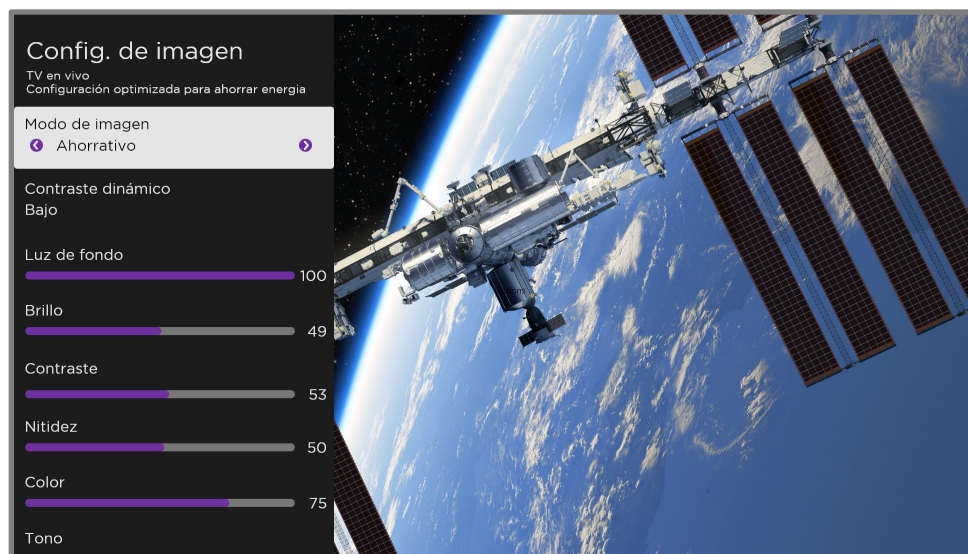 Config. de imagen
TV en vivo
Configuración optimizada para ahorrar energia
Modo de imagen
Ahorrativo
Contraste dinámico
Bajo
Luz de fondo
100
Brillo
49
Contraste
53
Nitidez
50
Color
75
Tono